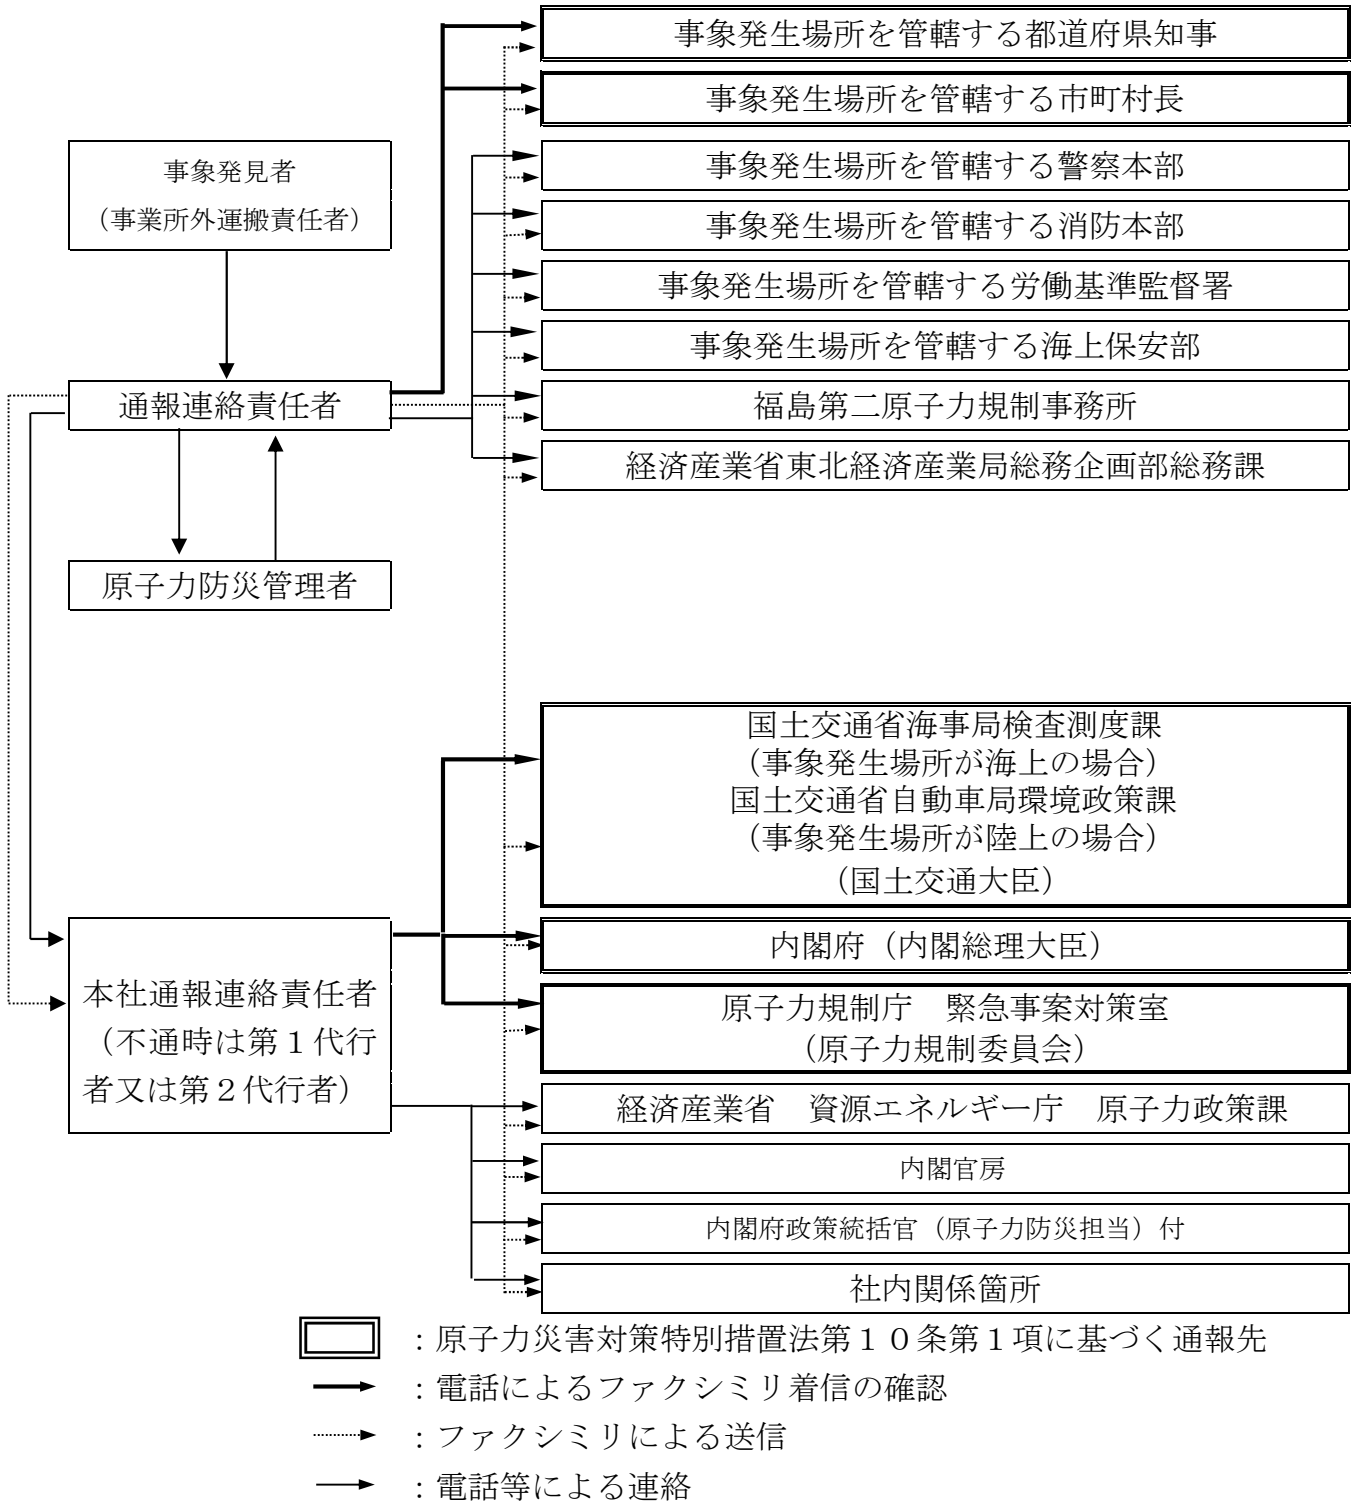 事象発生場所を管轄する都道府県知事
事象発生場所を管轄する市町村長
事象発見者
（事業所外運搬責任者）
事象発生場所を管轄する警察本部
事象発生場所を管轄する消防本部
事象発生場所を管轄する労働基準監督署
事象発生場所を管轄する海上保安部
通報連絡責任者
福島第二原子力規制事務所
経済産業省東北経済産業局総務企画部総務課
原子力防災管理者
国土交通省海事局検査測度課
（事象発生場所が海上の場合）
国土交通省自動車局環境政策課
（事象発生場所が陸上の場合）
（国土交通大臣）
内閣府（内閣総理大臣）
本社通報連絡責任者
（不通時は第１代行
者又は第２代行者）
原子力規制庁　緊急事案対策室
（原子力規制委員会）
経済産業省　資源エネルギー庁　原子力政策課
内閣官房
内閣府政策統括官（原子力防災担当）付
社内関係箇所
：原子力災害対策特別措置法第１０条第１項に基づく通報先
：電話によるファクシミリ着信の確認
：ファクシミリによる送信
：電話等による連絡